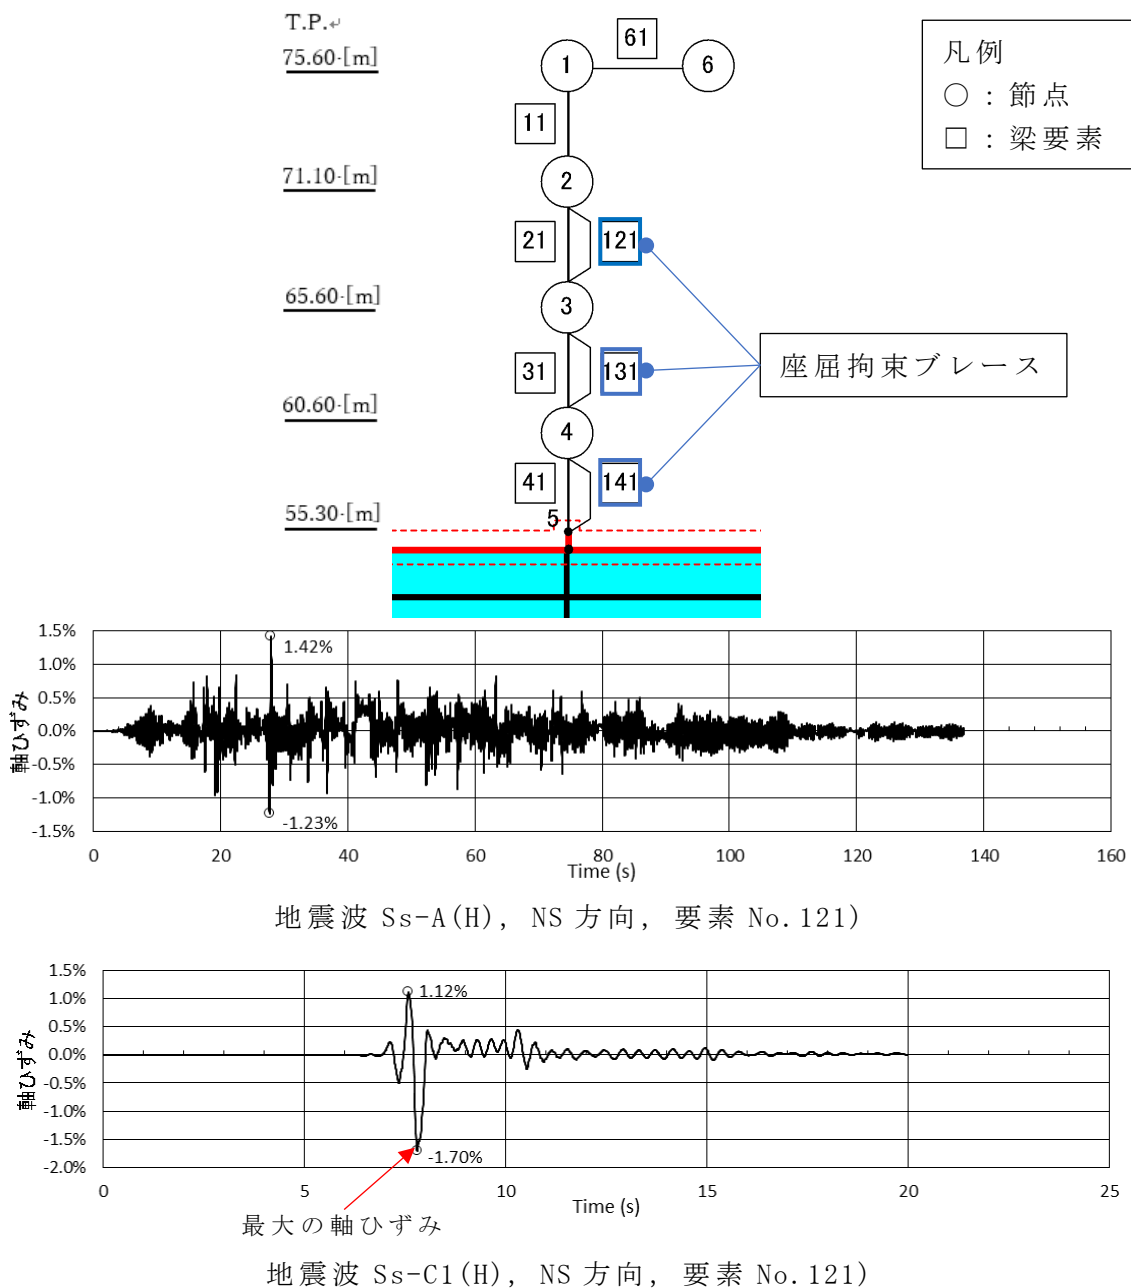 T.P.↵
75.60·[m]
61
1
6
凡例
○ : 節点
□ : 梁要素
11
71.10·[m]
2
21
121
65.60·[m]
3
31
131
座屈拘束ブレース
60.60·[m]
4
41
141
55.30·[m]
5
1.5%
1.0%
0.5%
0.0%
-0.5%
-1.0%
-1.5%
軸ひずみ
1.42%
-1.23%
0 20 40 60 80 100 120 140 160
Time (s)
地震波 Ss-A(H), NS 方向, 要素 No.121)
1.5%
1.0%
0.5%
0.0%
-0.5%
-1.0%
-1.5%
-2.0%
軸ひずみ
1.12%
-1.70%
0 5 10 15 20 25
Time (s)
最大の軸ひずみ
地震波 Ss-C1(H), NS 方向, 要素 No.121)